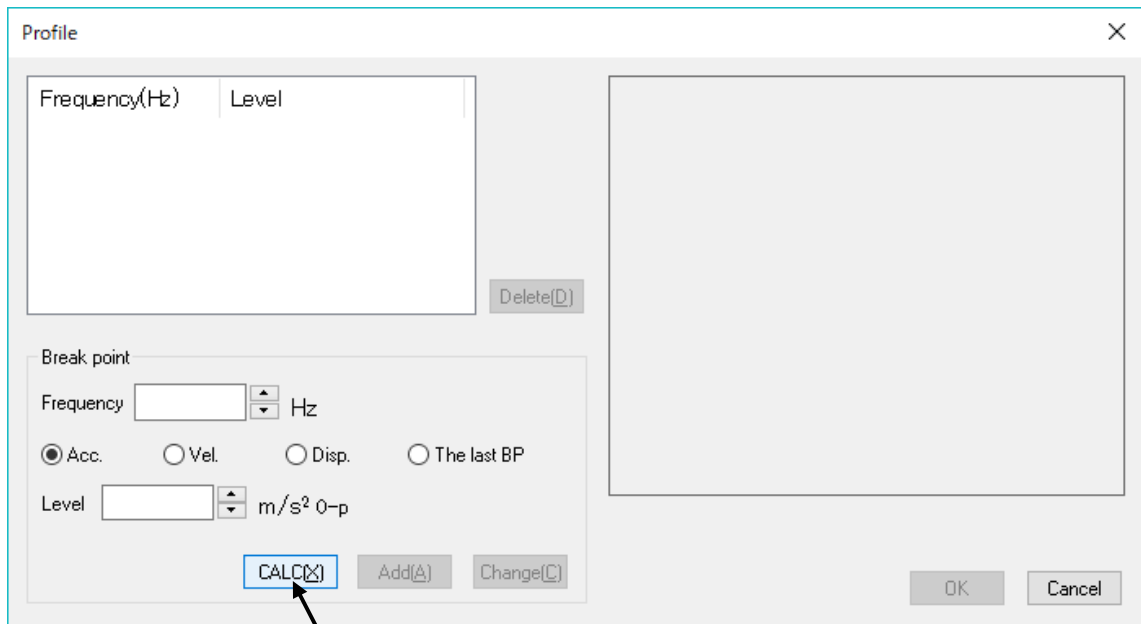 Profile
Frequency(Hz) Level
Delete(D)
Break point
Frequency Hz
Acc. Vel. Disp. The last BP
Level m/s² 0-p
CALC(X) Add(A) Change(C)
OK Cancel